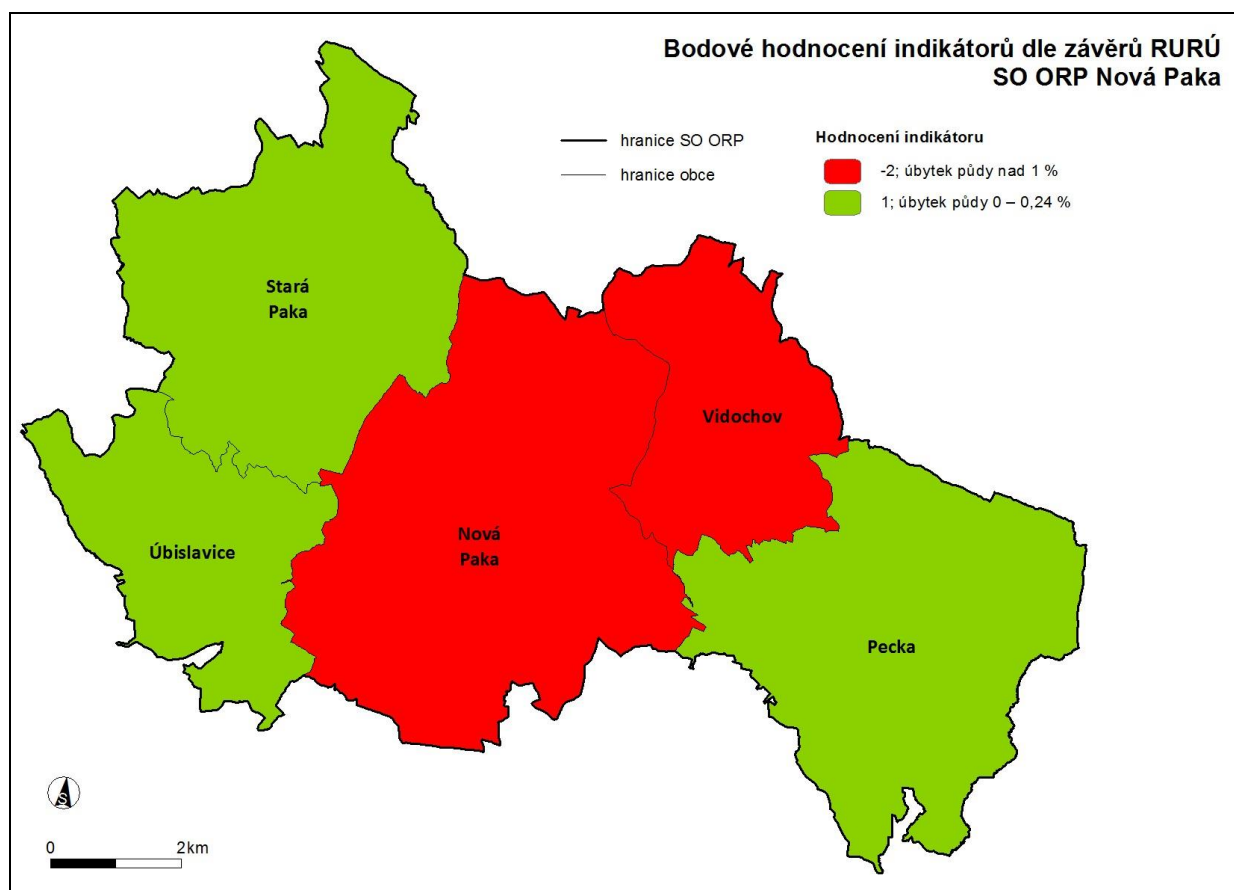 Bodové hodnocení indikátorů dle závěrů RURÚ
SO ORP Nová Paka
hranice SO ORP
hranice obce
Hodnocení indikátoru
-2; úbytek půdy nad 1 %
1; úbytek půdy 0 – 0,24 %
Stará
Paka
Vidochov
Nová
Paka
Úbislavice
Pecka
S
0 2km